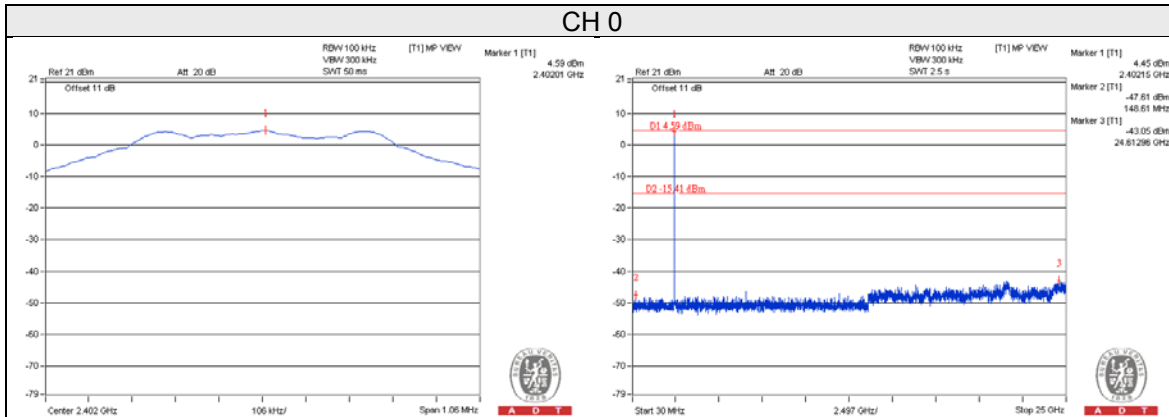 CH 0
RBW 100 kHz [T1] MP VIEW
VBW 300 kHz
Ref 21 dBm Att 20 dB SWT 50 ms
Marker 1 [T1]
4.59 dBm
2.40201 GHz
21
Offset 11 dB
10
0
-10
-20
-30
-40
-50
-60
-70
-79
1
Center 2.402 GHz 106 kHz/ Span 1.06 MHz
BUREAU VERITAS
1828
A D T
RBW 100 kHz [T1] MP VIEW
VBW 300 kHz
Ref 21 dBm Att 20 dB SWT 2.5 s
Marker 1 [T1]
4.45 dBm
2.40215 GHz
Marker 2 [T1]
-47.61 dBm
148.61 MHz
Marker 3 [T1]
-43.05 dBm
24.61296 GHz
21
Offset 11 dB
10
0
-10
-20
-30
-40
-50
-60
-70
-79
1
D1 4.59 dBm
D2 -15.41 dBm
2
3
Start 30 MHz 2.497 GHz/ Stop 25 GHz
BUREAU VERITAS
1828
A D T